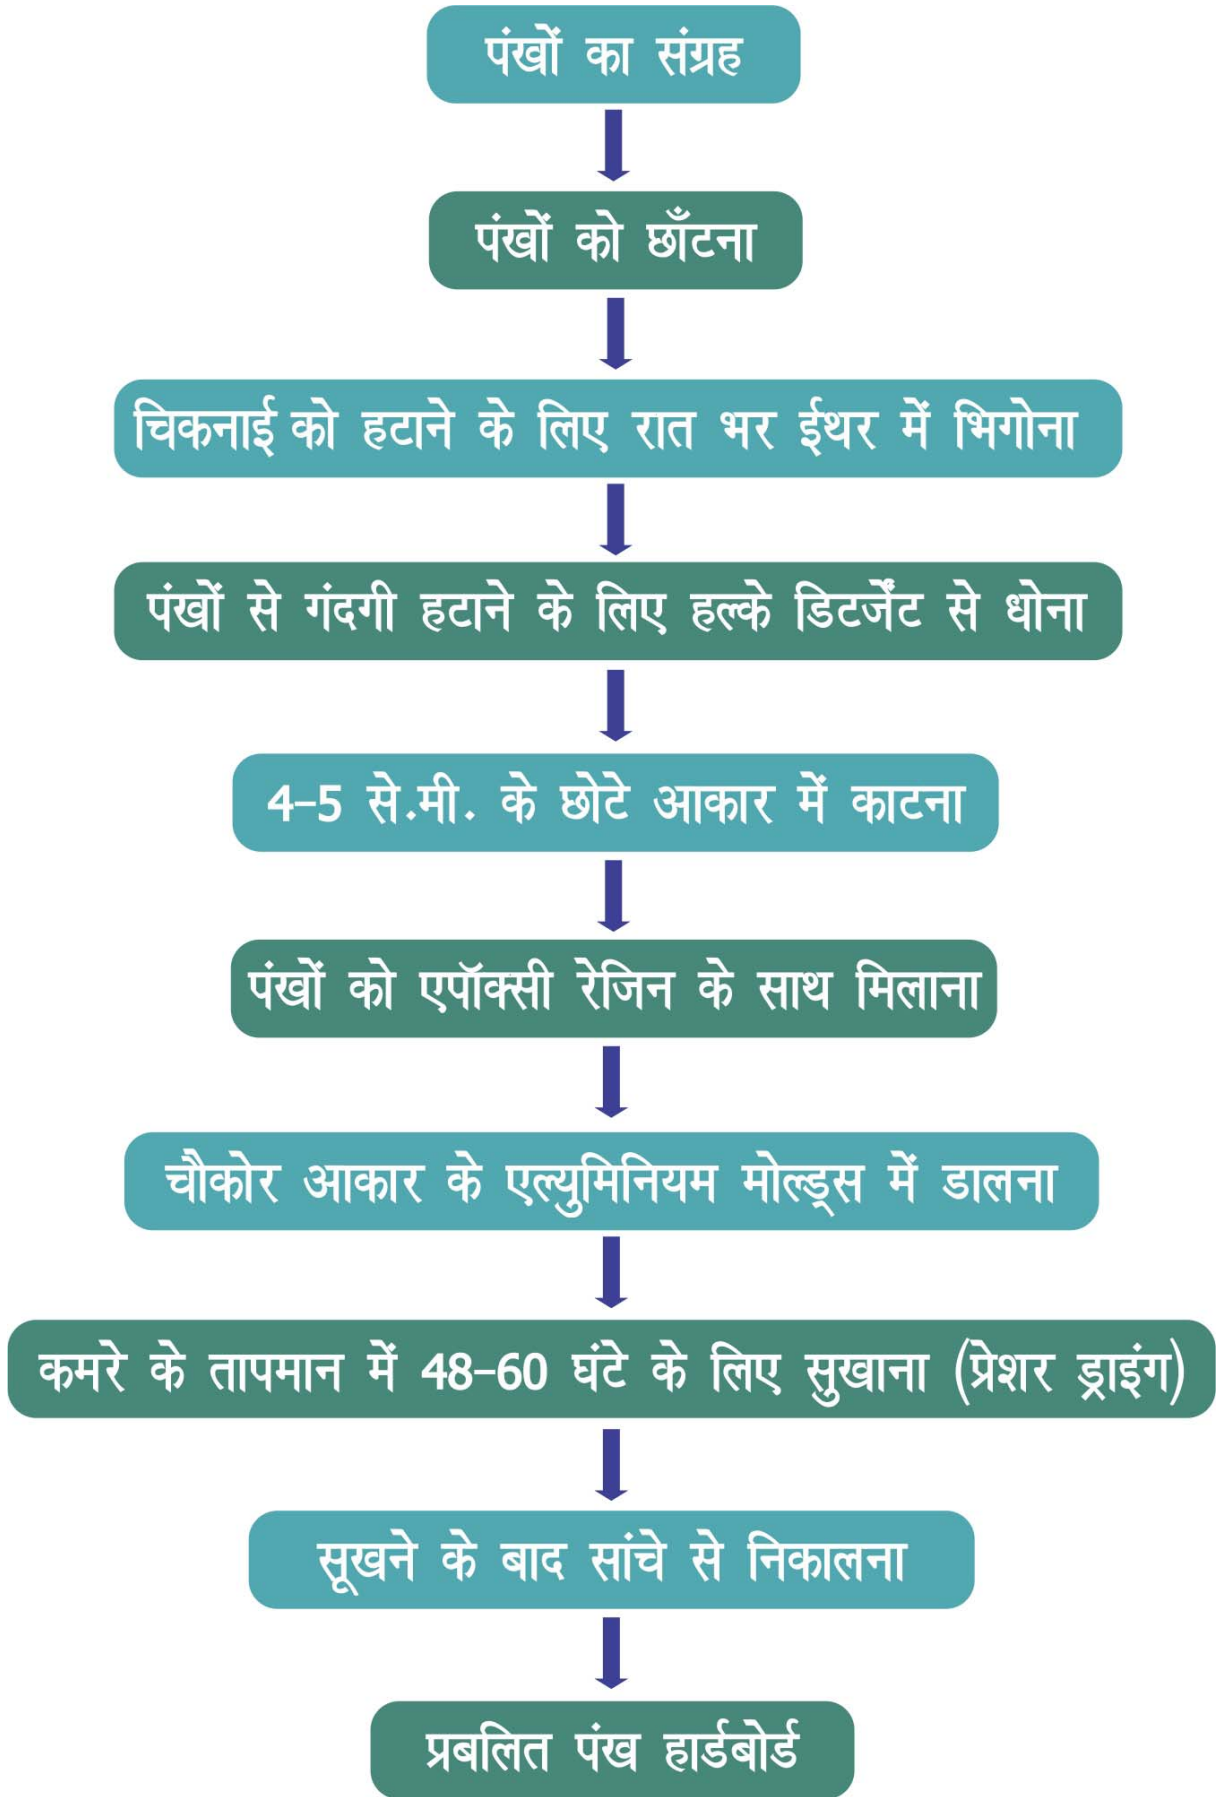 पंखों का संग्रह
पंखों को छाँटना
चिकनाई को हटाने के लिए रात भर ईथर में भिगोना
पंखों से गंदगी हटाने के लिए हल्के डिटर्जेंट से धोना
4-5 से.मी. के छोटे आकार में काटना
पंखों को एपॉक्सी रेजिन के साथ मिलाना
चौकोर आकार के एल्युमिनियम मोल्ड्स में डालना
कमरे के तापमान में 48-60 घंटे के लिए सुखाना (प्रेशर ड्राइंग)
सूखने के बाद सांचे से निकालना
प्रबलित पंख हार्डबोर्ड